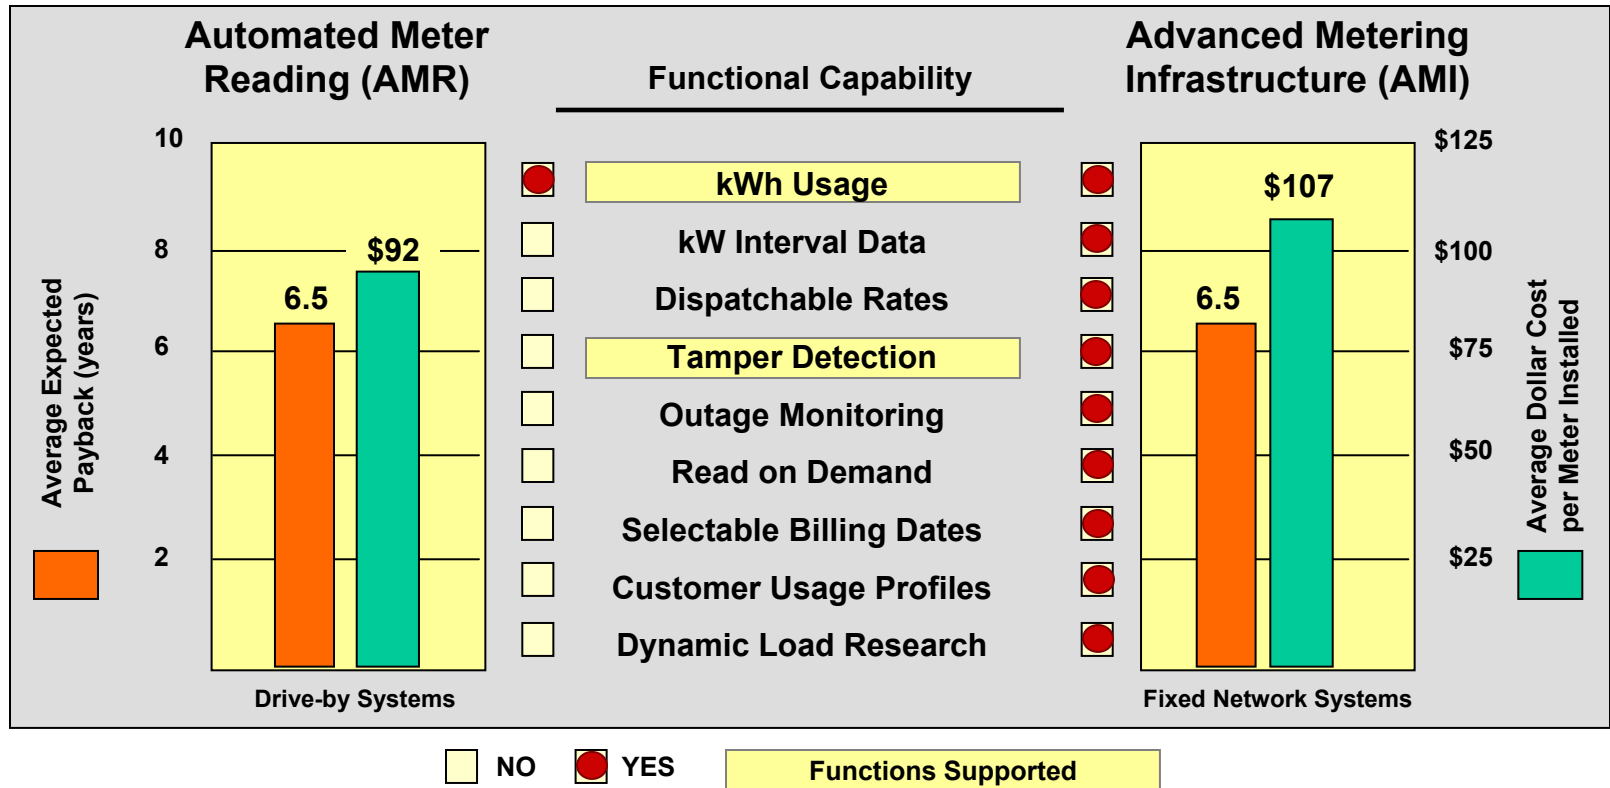 Automated Meter
Reading (AMR)
Functional Capability
Advanced Metering
Infrastructure (AMI)
10
8
6
4
2
Average Expected
Payback (years)
6.5
$92
Drive-by Systems
kWh Usage
kW Interval Data
Dispatchable Rates
Tamper Detection
Outage Monitoring
Read on Demand
Selectable Billing Dates
Customer Usage Profiles
Dynamic Load Research
6.5
$107
Fixed Network Systems
$125
$100
$75
$50
$25
Average Dollar Cost
per Meter Installed
NO
YES
Functions Supported